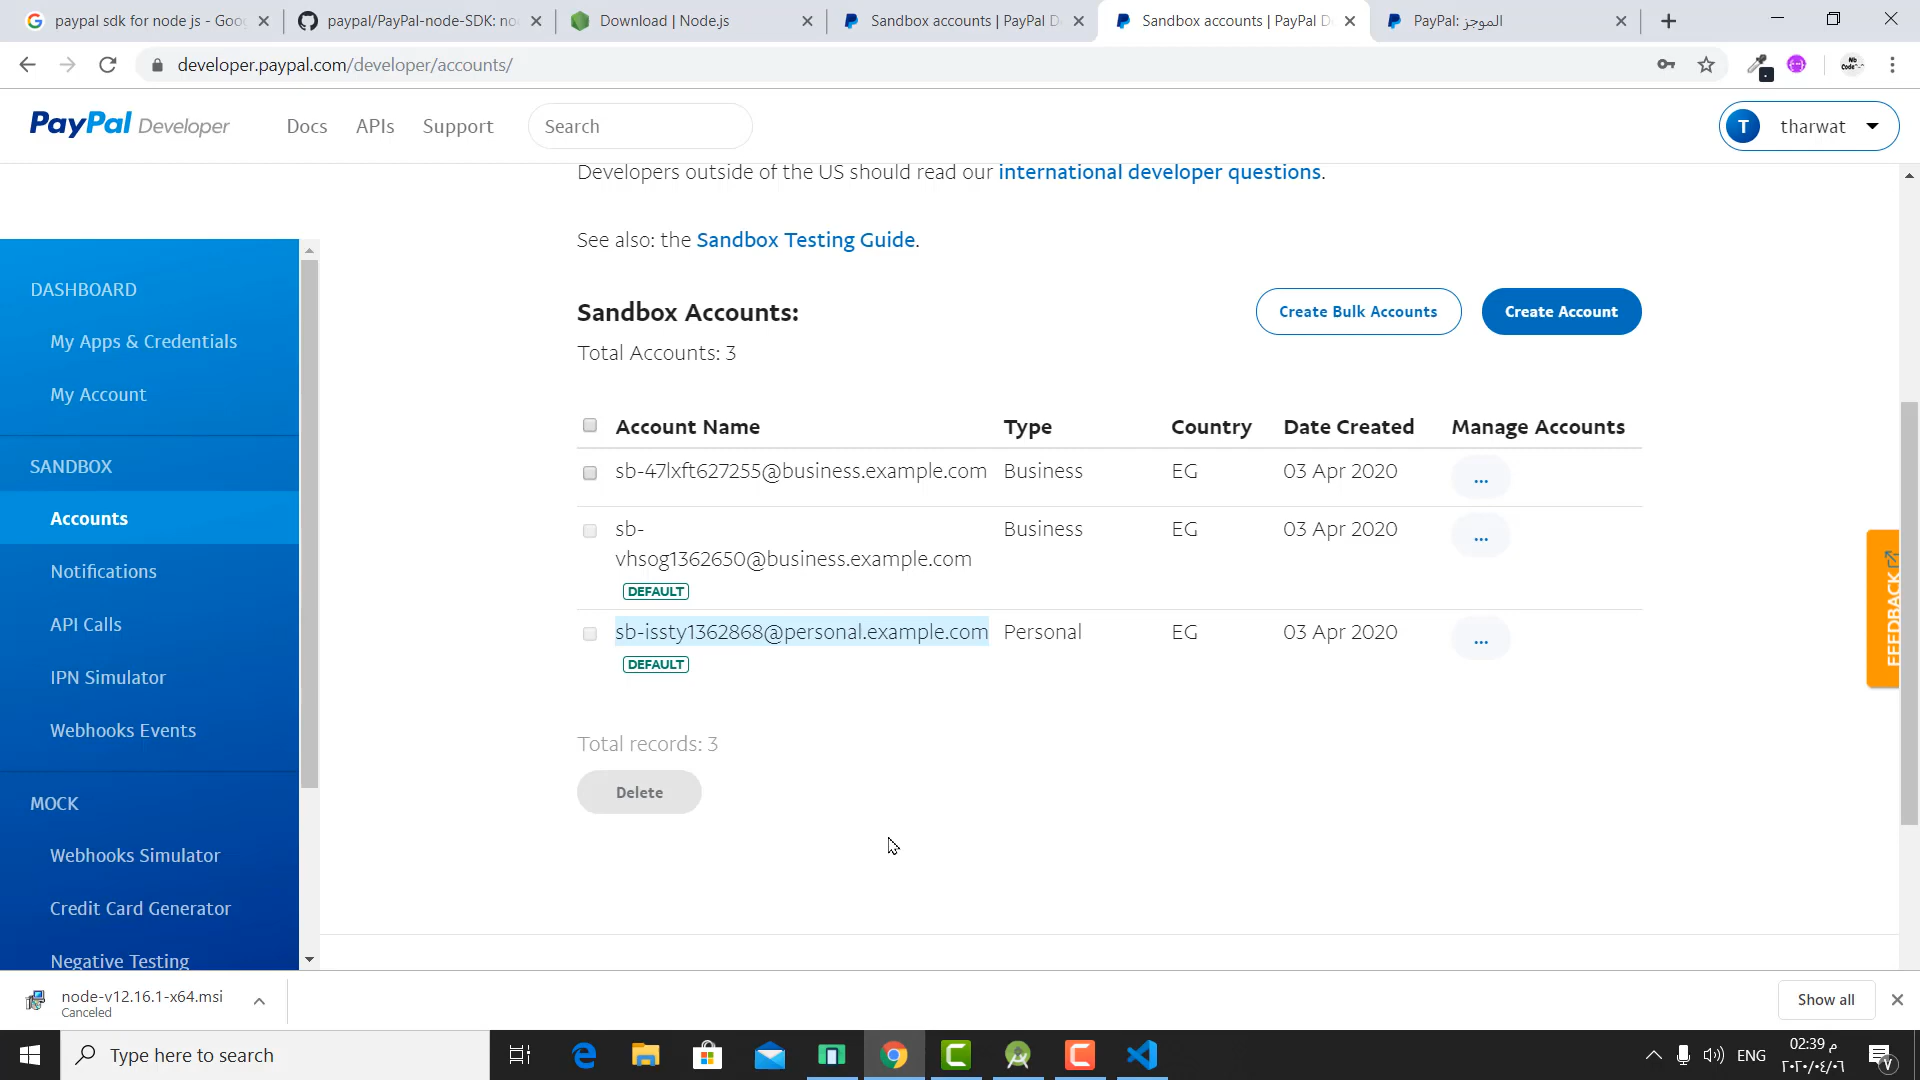 paypal sdk for node js - Goo
paypal/PayPal-node-SDK: no
Download | Node.js
Sandbox accounts | PayPal D
Sandbox accounts | PayPal D
PayPal: الموجز
developer.paypal.com/developer/accounts/
PayPal Developer
Docs
APIs
Support
Search
T
tharwat
Developers outside of the US should read our international developer questions.
See also: the Sandbox Testing Guide.
DASHBOARD
My Apps & Credentials
My Account
SANDBOX
Accounts
Notifications
API Calls
IPN Simulator
Webhooks Events
MOCK
Webhooks Simulator
Credit Card Generator
Negative Testing
Sandbox Accounts:
Create Bulk Accounts
Create Account
Total Accounts: 3
Account Name Type Country Date Created Manage Accounts
sb-47lxft627255@business.example.com Business EG 03 Apr 2020 ...
sb- Business EG 03 Apr 2020 ...
vhsog1362650@business.example.com
DEFAULT
sb-issty1362868@personal.example.com Personal EG 03 Apr 2020 ...
DEFAULT
Total records: 3
Delete
FEEDBACK
node-v12.16.1-x64.msi
Canceled
Show all
Type here to search
ENG
02:39 م
٢٠٢٠/٠٤/٠٦